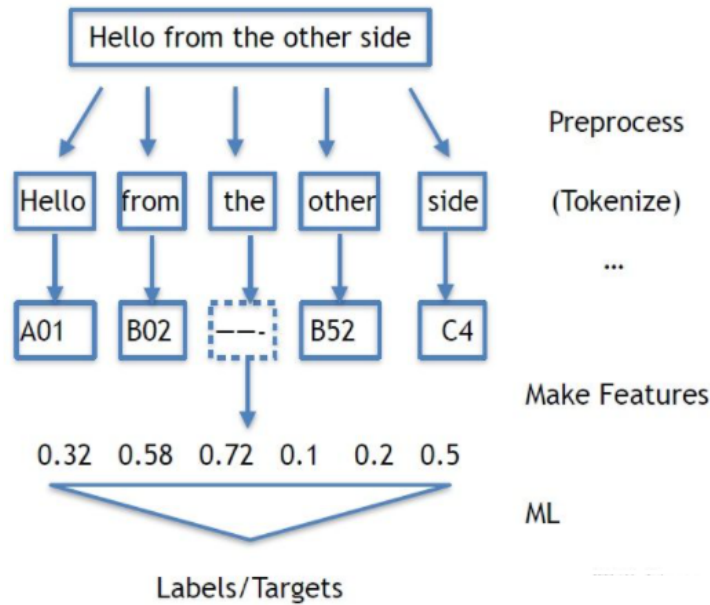 Hello from the other side
Preprocess
Hello from the other side
(Tokenize)
...
A01 B02 ——- B52 C4
Make Features
0.32 0.58 0.72 0.1 0.2 0.5
ML
Labels/Targets